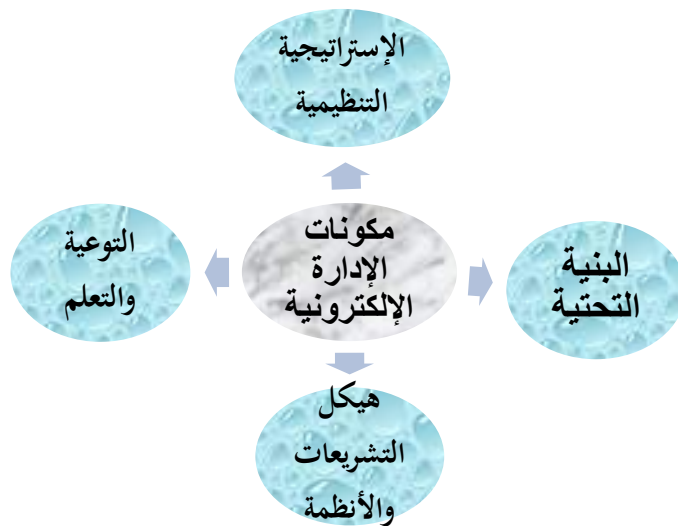 الإستراتيجية
التنظيمية
مكونات
الإدارة
الإلكترونية
البنية
التحتية
التوعية
والتعلم
هيكل
التشريعات
والأنظمة